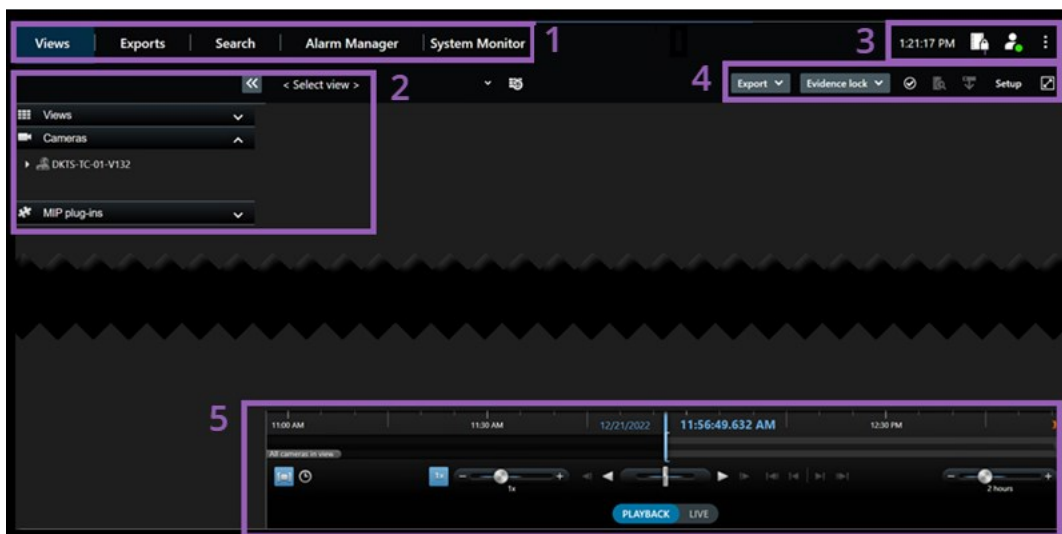 Views Exports Search Alarm Manager System Monitor 1 3 1:21:17 PM
< Select view > 2 4 Export Evidence lock Setup
Views
Cameras
DKTS-TC-01-V132
MIP plug-ins
5
11:00 AM 11:30 AM 12/21/2022 11:56:49.632 AM 12:30 PM
All cameras in view
1x
1x 2 hours
PLAYBACK LIVE